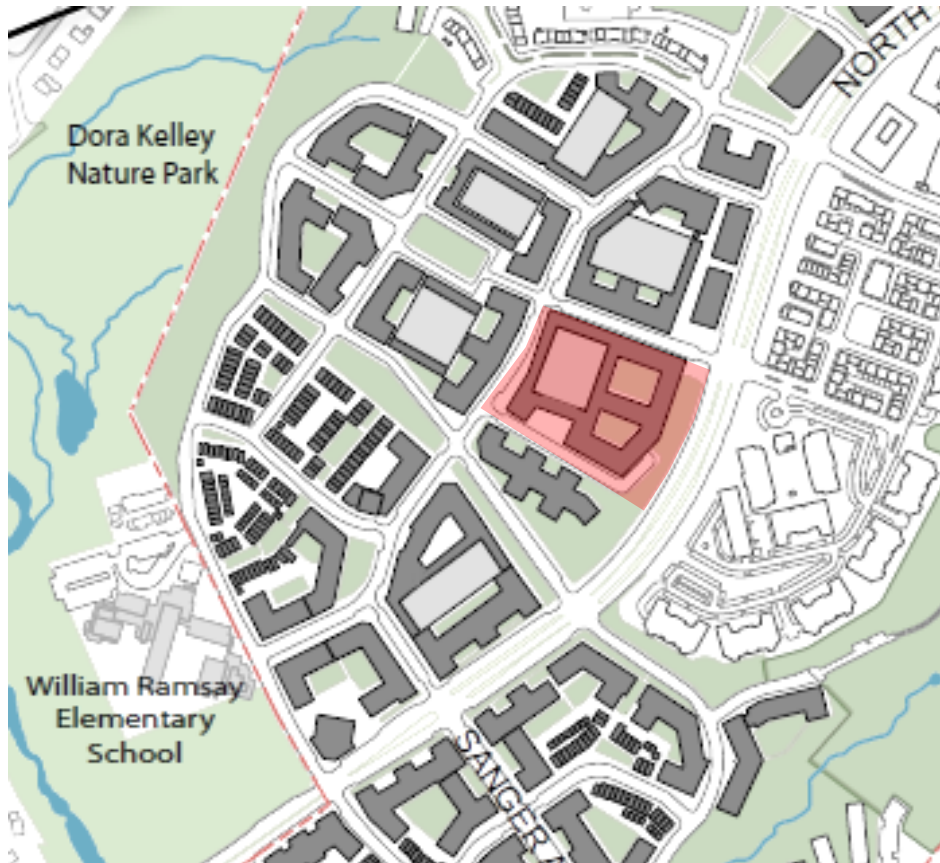 NORTH
Dora Kelley
Nature Park
William Ramsay
Elementary
School
SANGER A